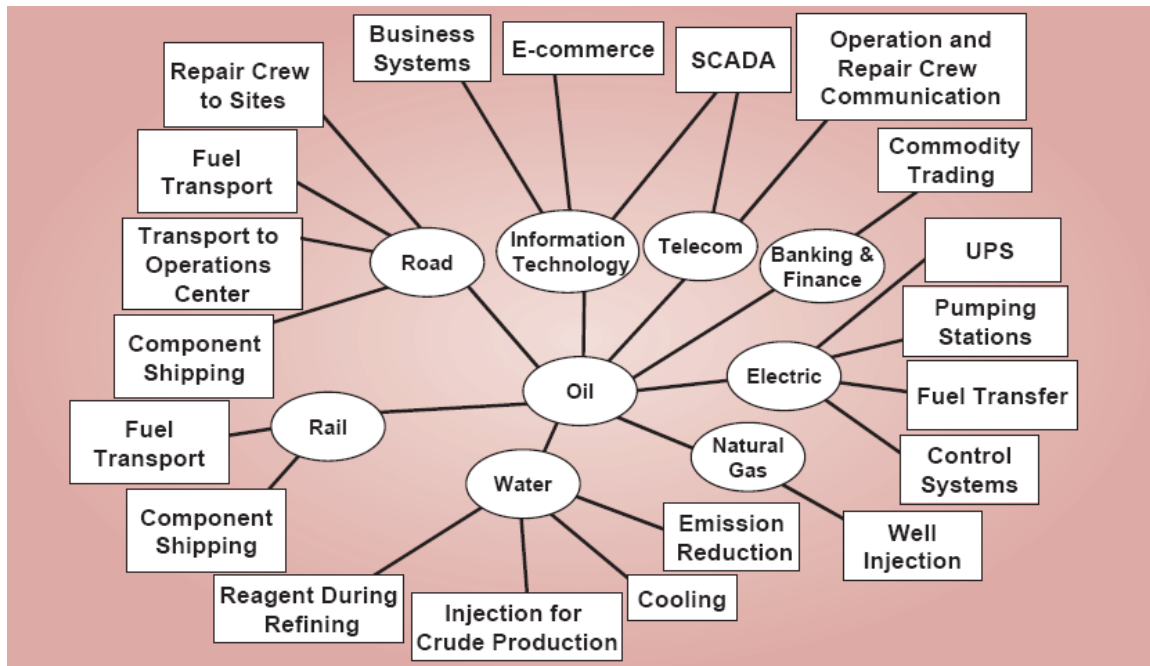 Business
Systems
E-commerce
SCADA
Operation and
Repair Crew
Communication
Repair Crew
to Sites
Commodity
Trading
Fuel
Transport
Transport to
Operations
Center
Road
Information
Technology
Telecom
Banking &
Finance
UPS
Pumping
Stations
Component
Shipping
Oil
Electric
Fuel Transfer
Rail
Fuel
Transport
Natural
Gas
Control
Systems
Water
Component
Shipping
Emission
Reduction
Well
Injection
Reagent During
Refining
Injection for
Crude Production
Cooling